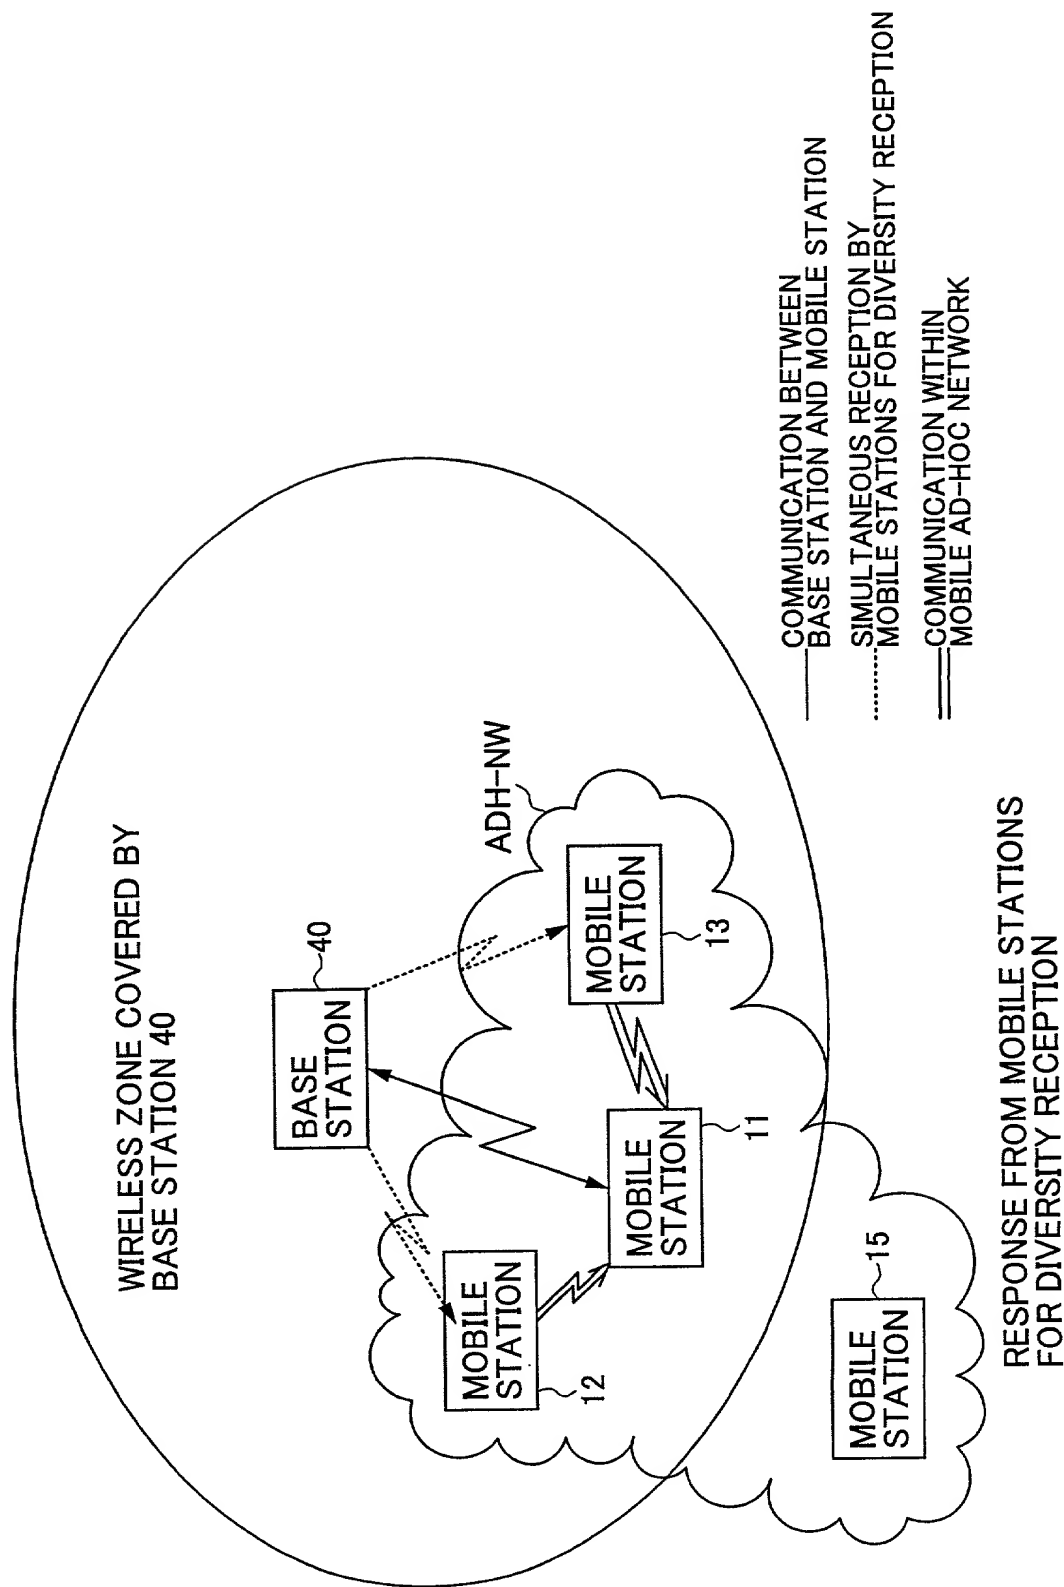 WIRELESS ZONE COVERED BY
BASE STATION 40
BASE
STATION
40
ADH-NW
MOBILE
STATION
12
MOBILE
STATION
11
MOBILE
STATION
13
MOBILE
STATION
15
COMMUNICATION BETWEEN
BASE STATION AND MOBILE STATION
SIMULTANEOUS RECEPTION BY
MOBILE STATIONS FOR DIVERSITY RECEPTION
COMMUNICATION WITHIN
MOBILE AD-HOC NETWORK
RESPONSE FROM MOBILE STATIONS
FOR DIVERSITY RECEPTION